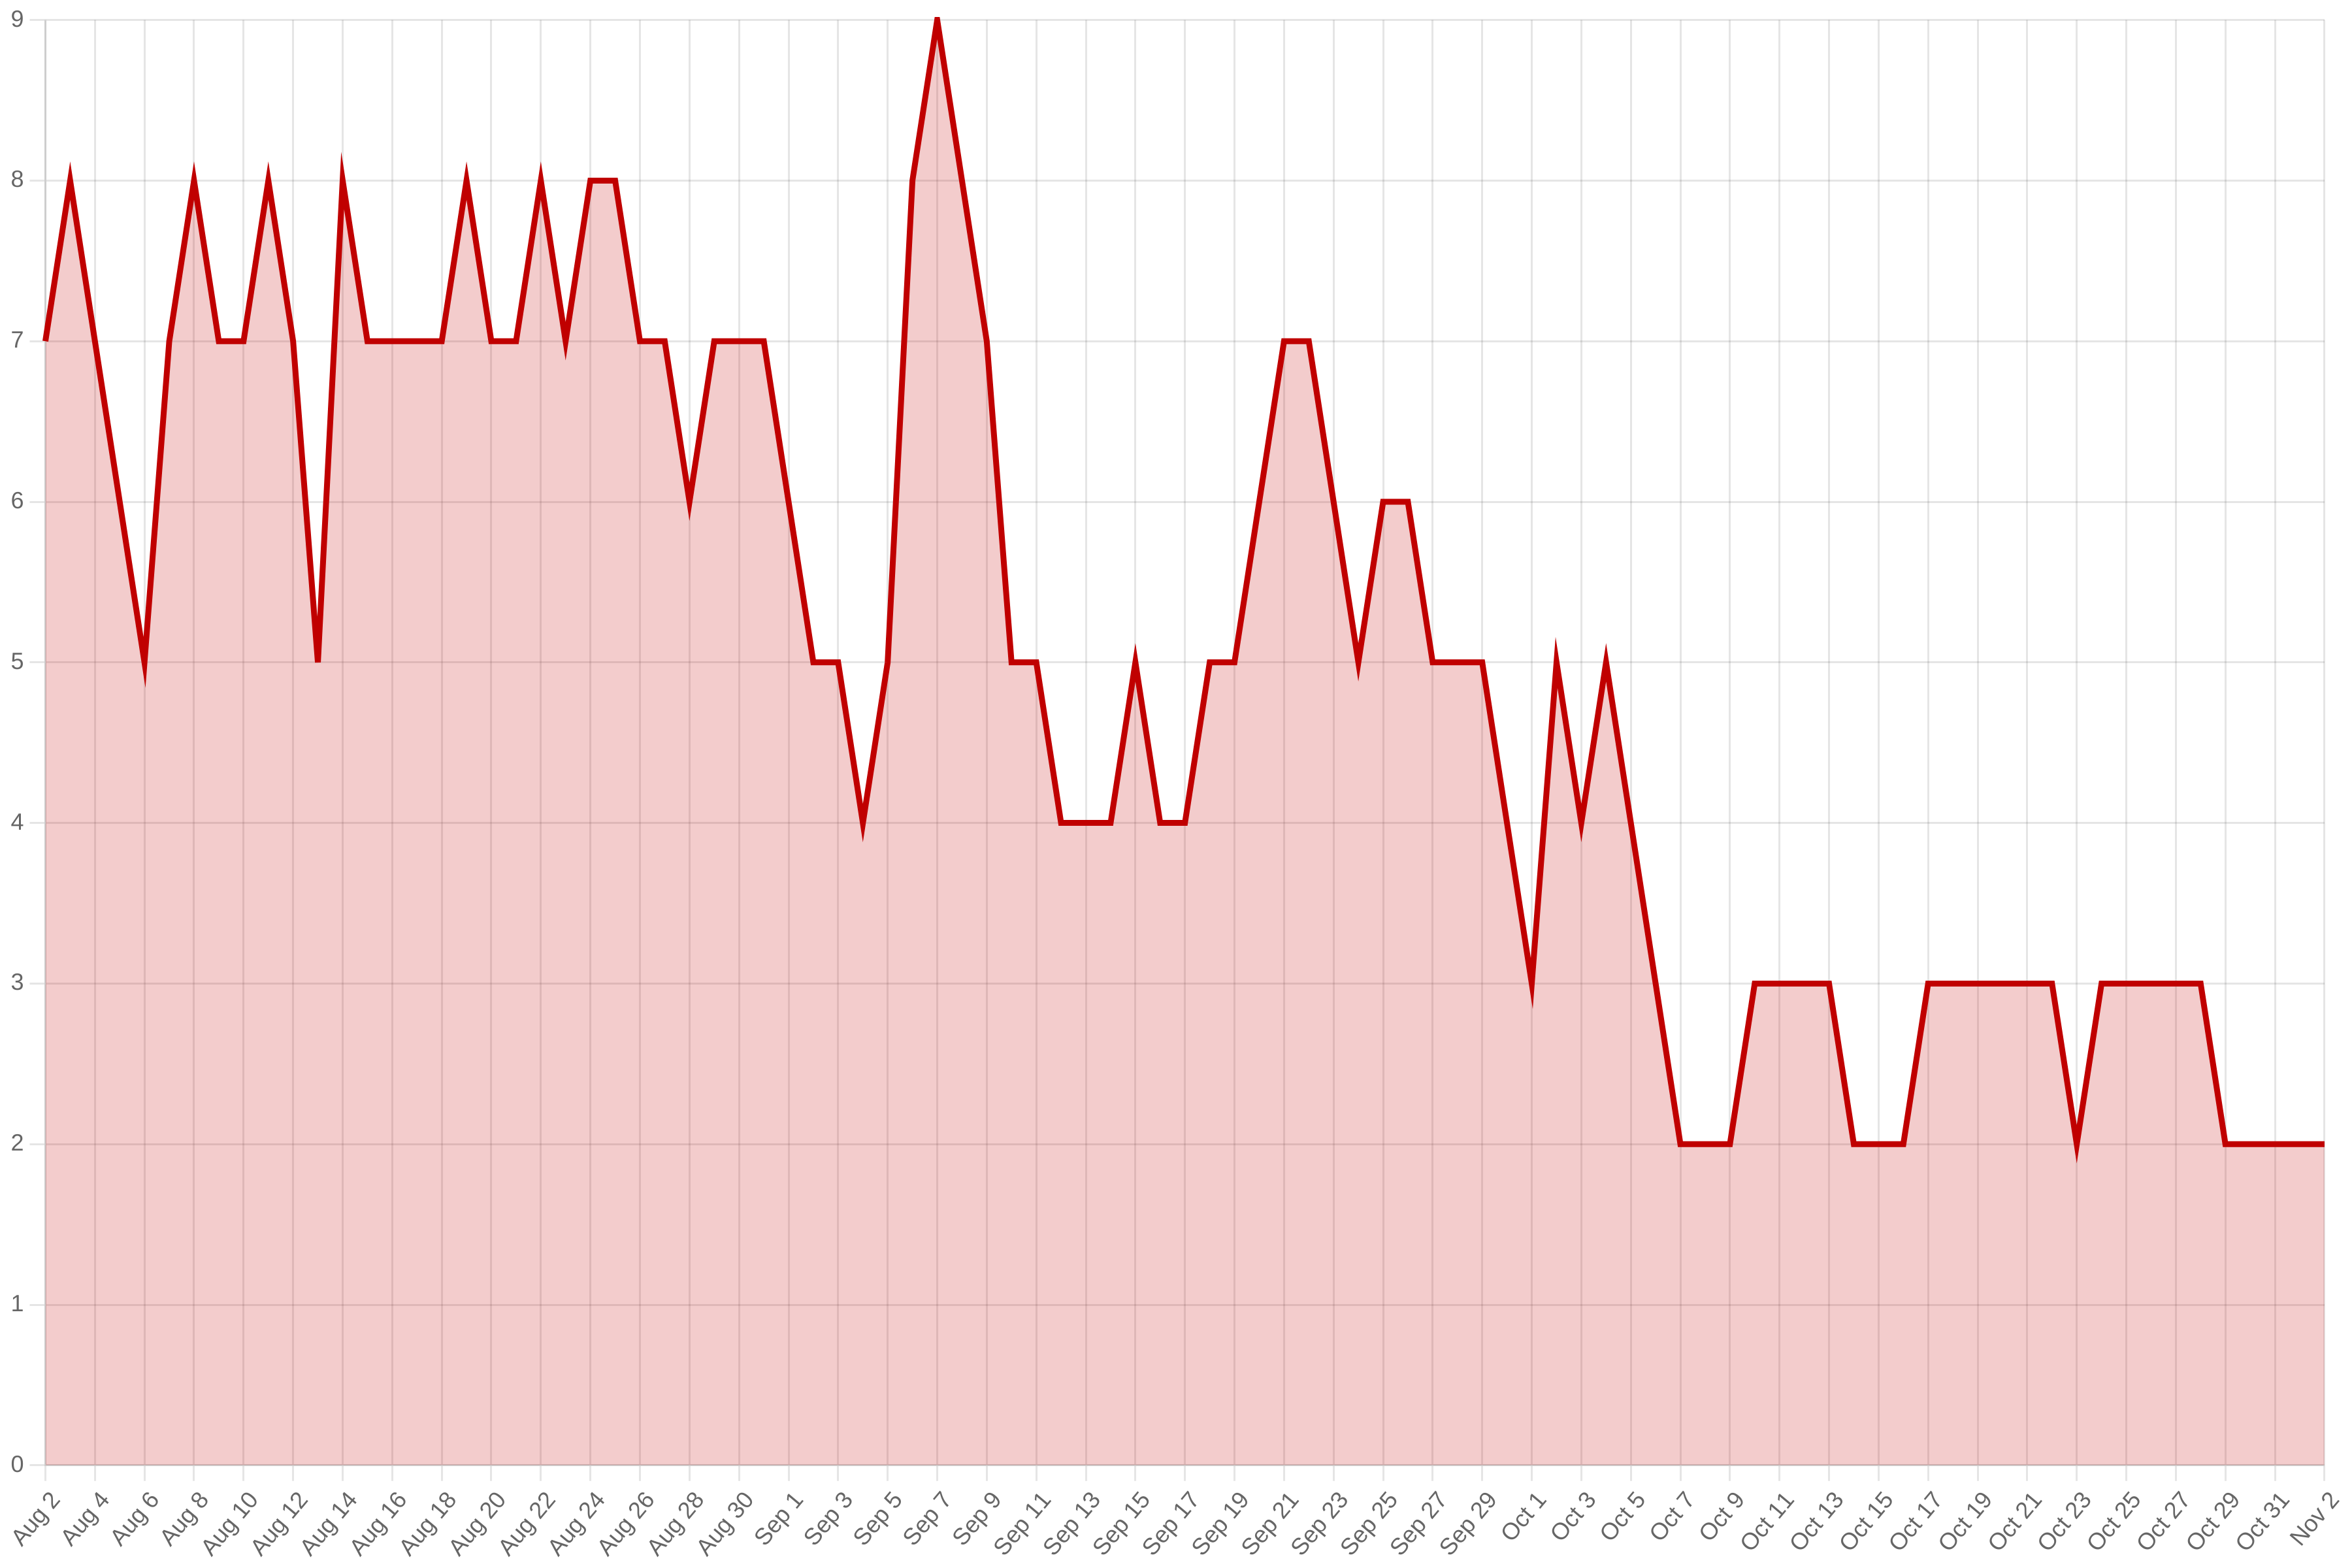 9
8
7
6
5
4
3
2
1
0
Aug 2
Aug 4
Aug 6
Aug 8
Aug 10
Aug 12
Aug 14
Aug 16
Aug 18
Aug 20
Aug 22
Aug 24
Aug 26
Aug 28
Aug 30
Sep 1
Sep 3
Sep 5
Sep 7
Sep 9
Sep 11
Sep 13
Sep 15
Sep 17
Sep 19
Sep 21
Sep 23
Sep 25
Sep 27
Sep 29
Oct 1
Oct 3
Oct 5
Oct 7
Oct 9
Oct 11
Oct 13
Oct 15
Oct 17
Oct 19
Oct 21
Oct 23
Oct 25
Oct 27
Oct 29
Oct 31
Nov 2